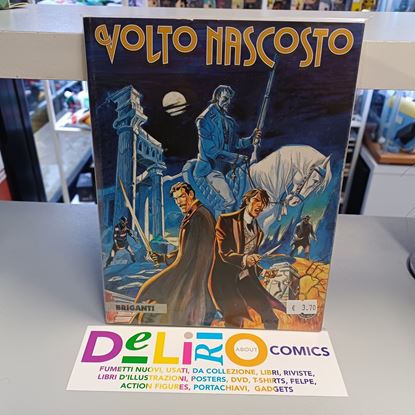 VOLTO NASCOSTO
BRIGANTI
€ 3,70
DeLiRiO ABOUT COMICS
FUMETTI NUOVI, USATI, DA COLLEZIONE, LIBRI, RIVISTE,
LIBRI D'ILLUSTRAZIONI, POSTERS, DVD, T-SHIRTS, FELPE,
ACTION FIGURES, PORTACHIAVI, GADGETS